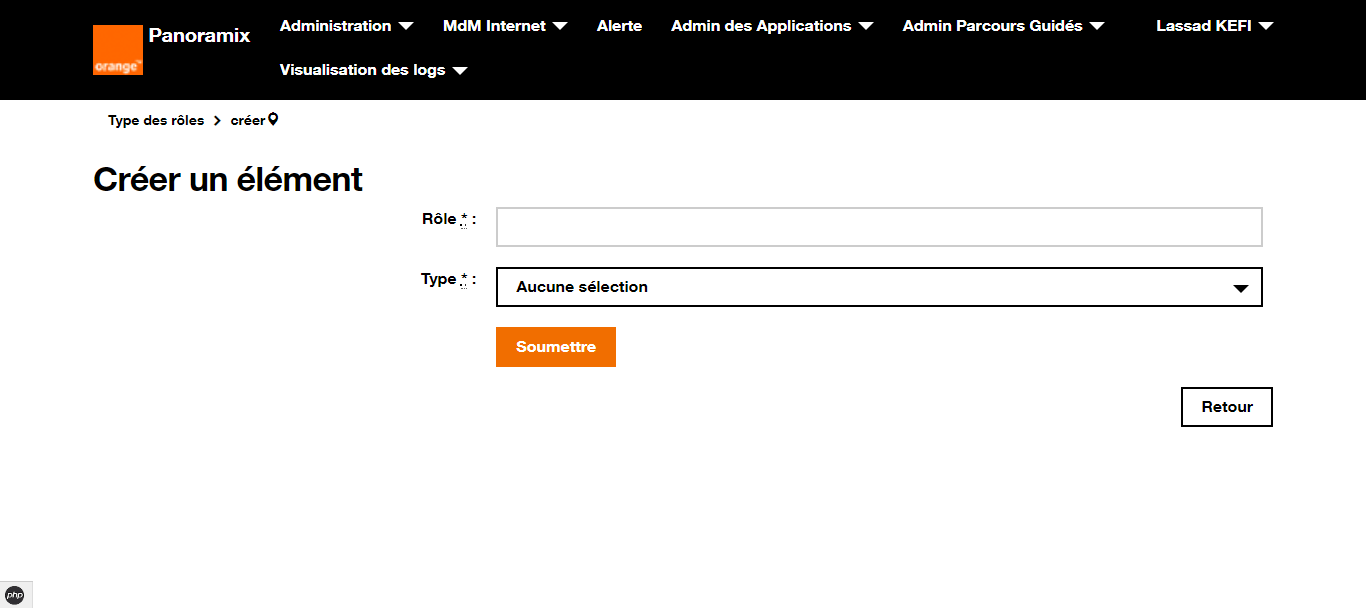 Panoramix
Administration
MdM Internet
Alerte
Admin des Applications
Admin Parcours Guidés
Lassad KEFI
orange™
Visualisation des logs
Type des rôles > créer
Créer un élément
Rôle * :
Type * :
Aucune sélection
Soumettre
Retour
php